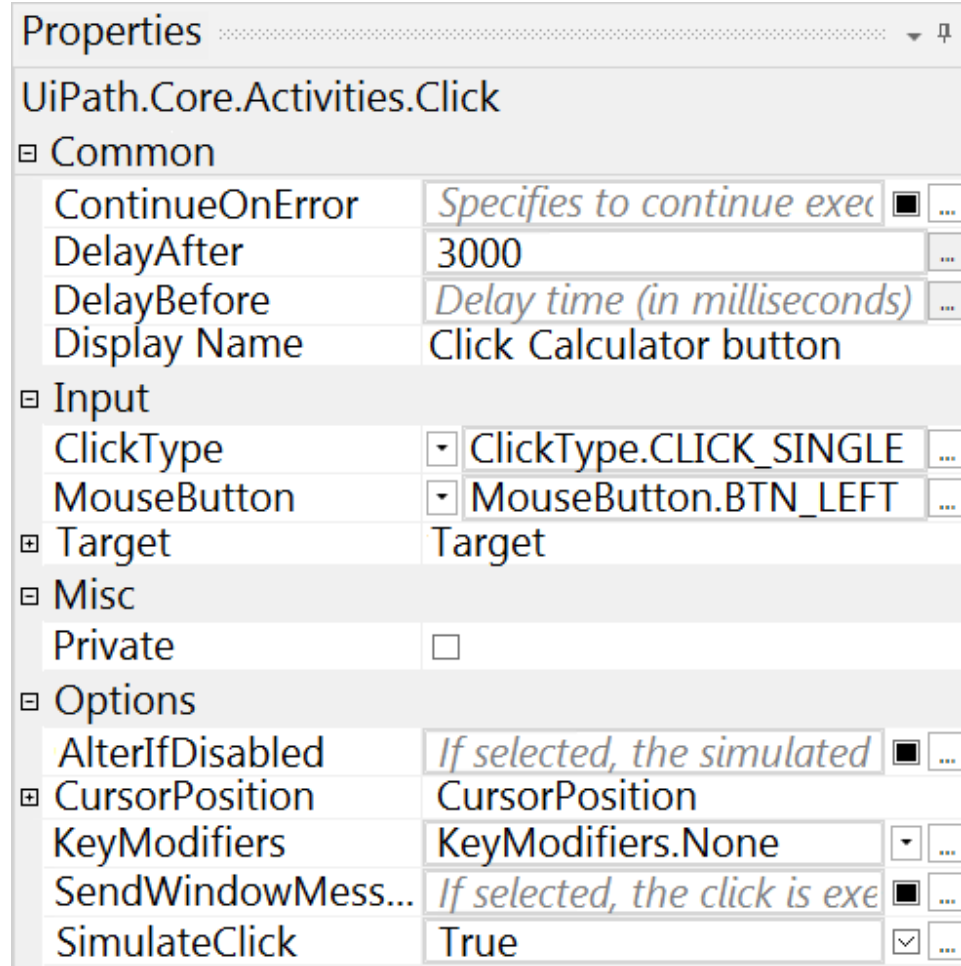 Properties
UiPath.Core.Activities.Click
Common
ContinueOnError Specifies to continue exec ...
DelayAfter 3000 ...
DelayBefore Delay time (in milliseconds) ...
Display Name Click Calculator button
Input
ClickType ClickType.CLICK_SINGLE ...
MouseButton MouseButton.BTN_LEFT ...
Target Target
Misc
Private
Options
AlterIfDisabled If selected, the simulated ...
CursorPosition CursorPosition
KeyModifiers KeyModifiers.None ...
SendWindowMess... If selected, the click is exe ...
SimulateClick True ...